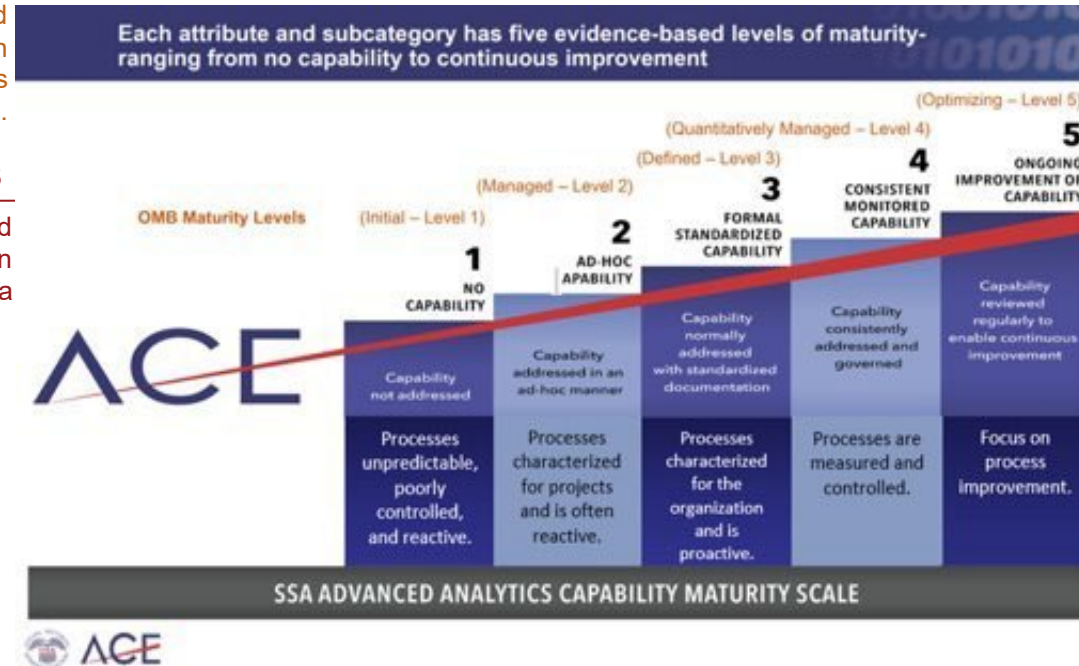 d
n
s
.
s
d
n
a
Each attribute and subcategory has five evidence-based levels of maturity-
ranging from no capability to continuous improvement
OMB Maturity Levels
(Initial – Level 1)
1
NO
CAPABILITY
(Managed – Level 2)
2
AD-HOC
APABILITY
(Defined – Level 3)
3
FORMAL
STANDARDIZED
CAPABILITY
(Quantitatively Managed – Level 4)
4
CONSISTENT
MONITORED
CAPABILITY
(Optimizing – Level 5)
5
ONGOING
IMPROVEMENT OF
CAPABILITY
ACE
Capability
not addressed
Capability
addressed in an
ad-hoc manner
Capability
normally
addressed
with standardized
documentation
Capability
consistently
addressed and
governed
Capability
reviewed
regularly to
enable continuous
improvement
Processes
unpredictable,
poorly
controlled,
and reactive.
Processes
characterized
for projects
and is often
reactive.
Processes
characterized
for the
organization
and is
proactive.
Processes are
measured and
controlled.
Focus on
process
improvement.
SSA ADVANCED ANALYTICS CAPABILITY MATURITY SCALE
ACE